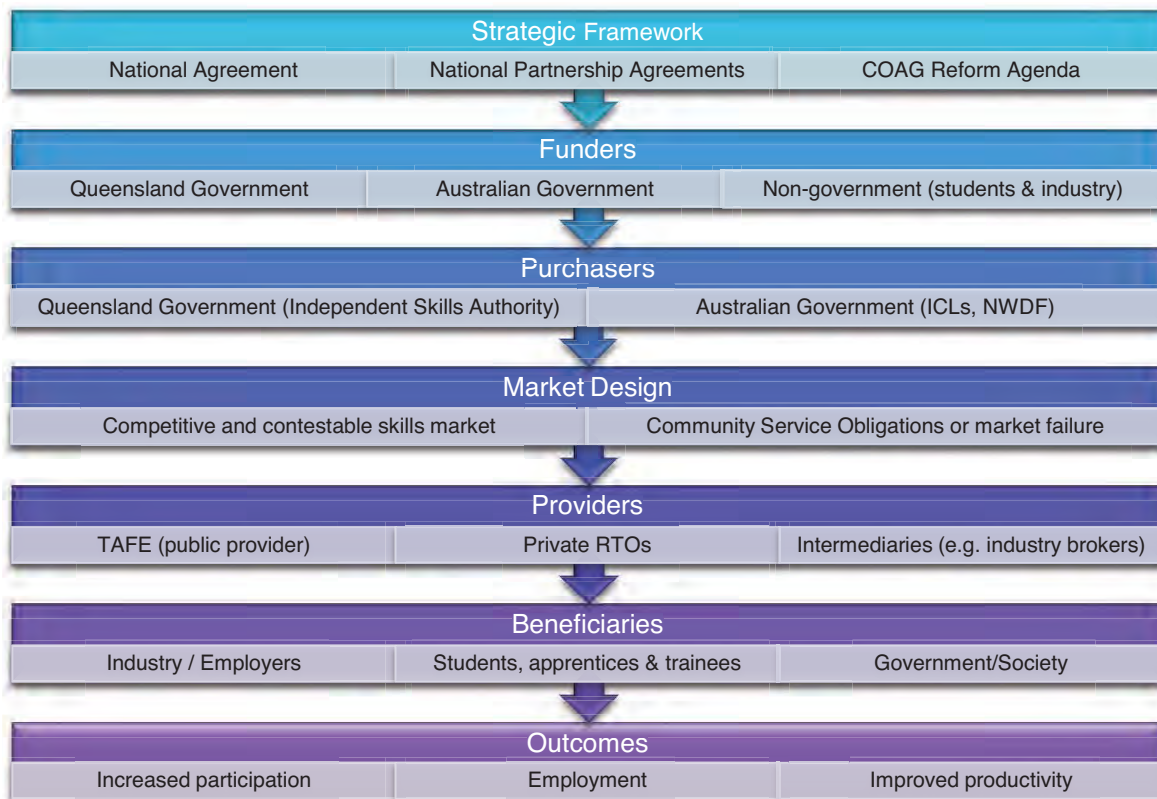 Strategic Framework
National Agreement National Partnership Agreements COAG Reform Agenda
Funders
Queensland Government Australian Government Non-government (students & industry)
Purchasers
Queensland Government (Independent Skills Authority) Australian Government (ICLs, NWDF)
Market Design
Competitive and contestable skills market Community Service Obligations or market failure
Providers
TAFE (public provider) Private RTOs Intermediaries (e.g. industry brokers)
Beneficiaries
Industry / Employers Students, apprentices & trainees Government/Society
Outcomes
Increased participation Employment Improved productivity